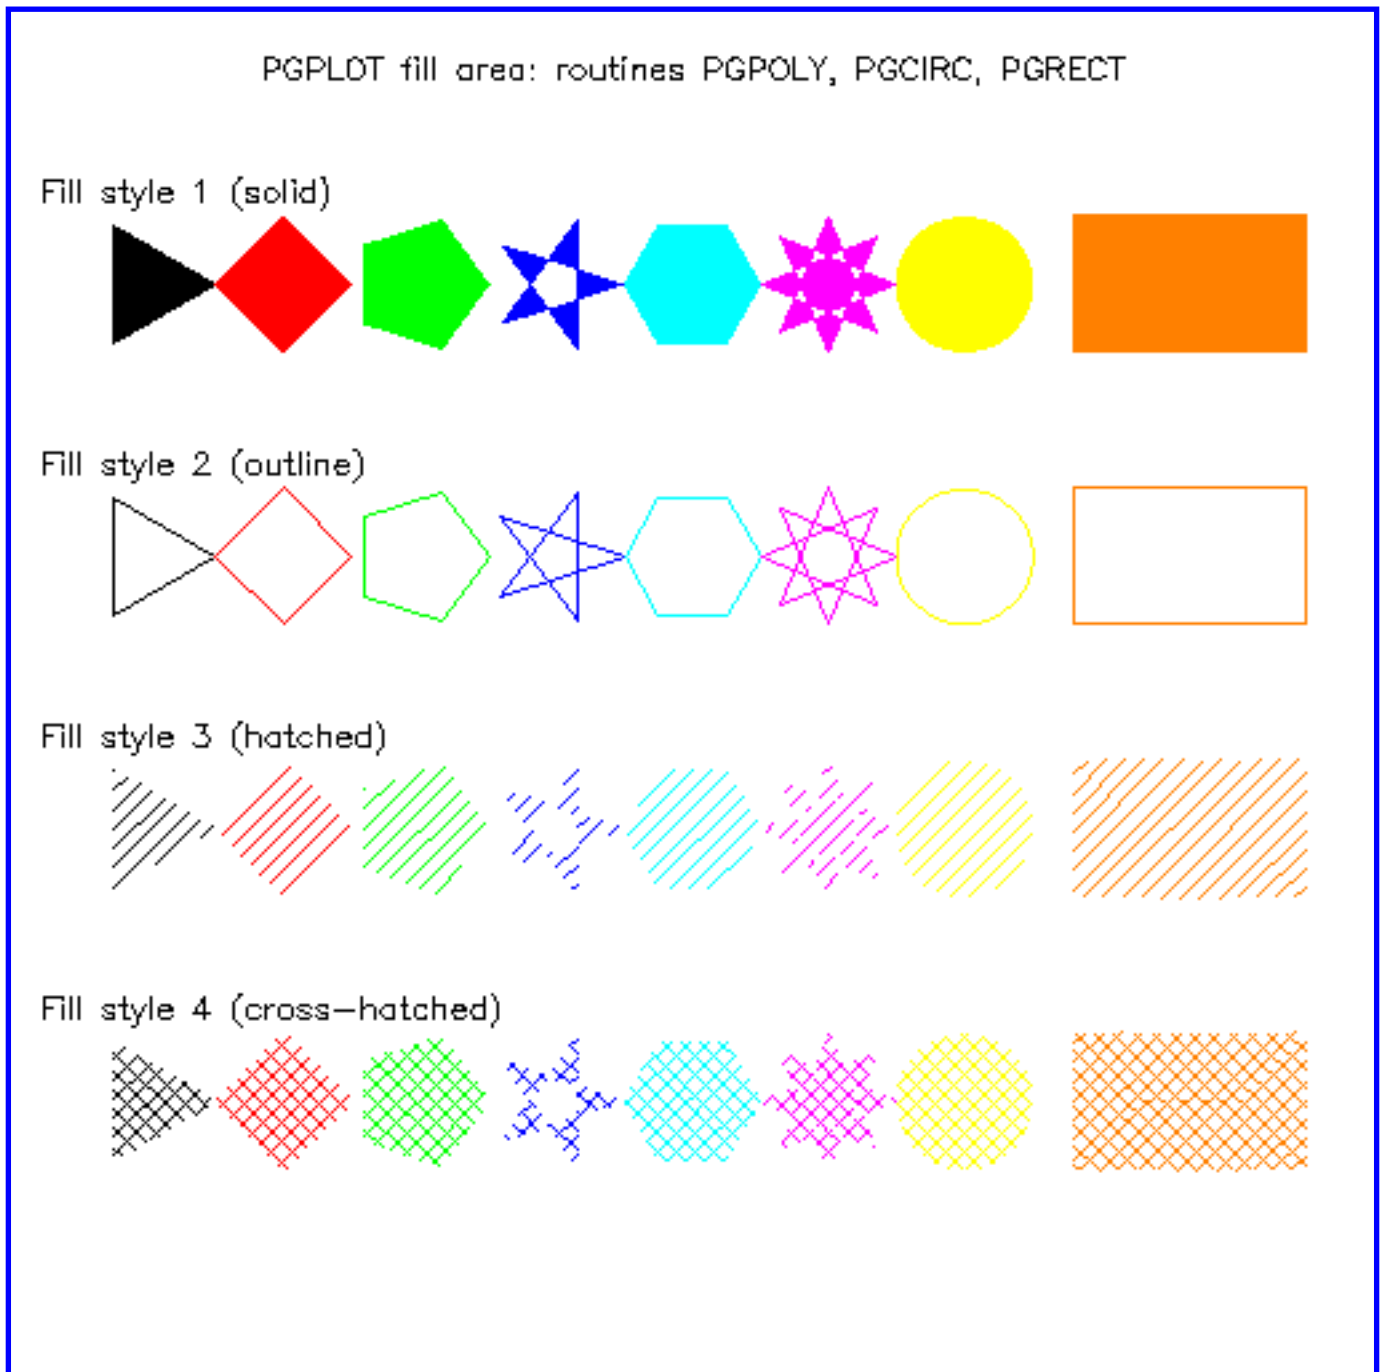 PGPLOT fill area: routines PGPOLY, PGCIRC, PGRECT
Fill style 1 (solid)
Fill style 2 (outline)
Fill style 3 (hatched)
Fill style 4 (cross-hatched)